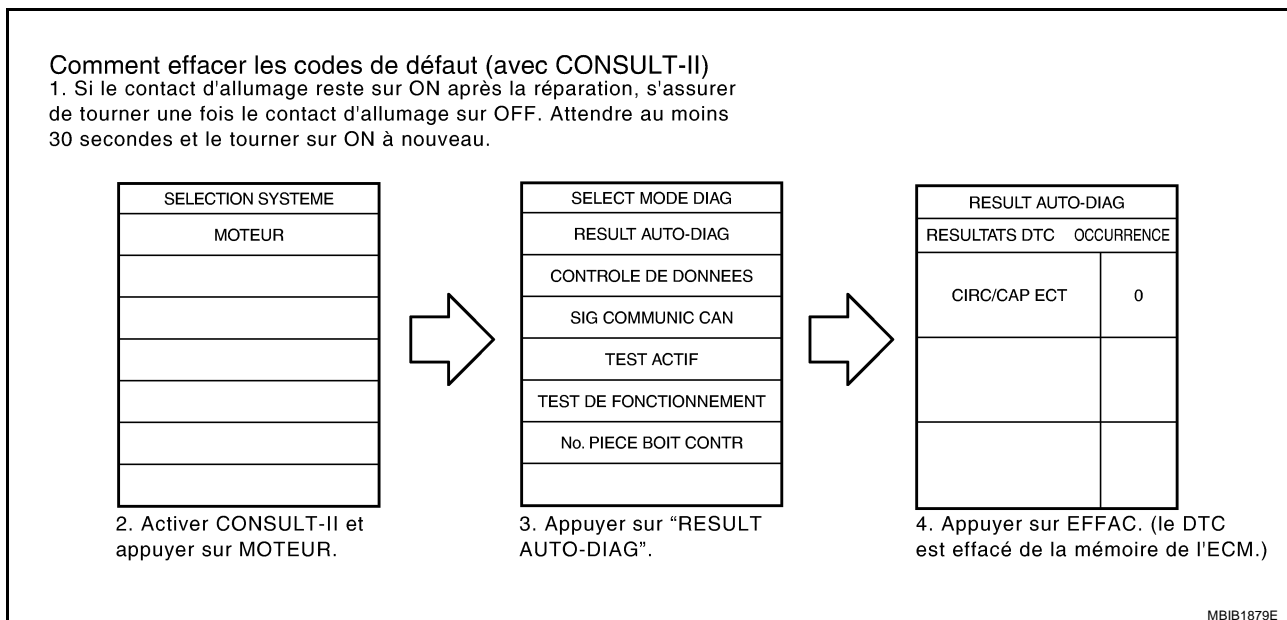 Comment effacer les codes de défaut (avec CONSULT-II)
1. Si le contact d'allumage reste sur ON après la réparation, s'assurer
de tourner une fois le contact d'allumage sur OFF. Attendre au moins
30 secondes et le tourner sur ON à nouveau.
SELECTION SYSTEME
MOTEUR
2. Activer CONSULT-II et
appuyer sur MOTEUR.
SELECT MODE DIAG
RESULT AUTO-DIAG
CONTROLE DE DONNEES
SIG COMMUNIC CAN
TEST ACTIF
TEST DE FONCTIONNEMENT
No. PIECE BOIT CONTR
3. Appuyer sur “RESULT
AUTO-DIAG”.
RESULT AUTO-DIAG
RESULTATS DTC OCCURRENCE
CIRC/CAP ECT 0
4. Appuyer sur EFFAC. (le DTC
est effacé de la mémoire de l'ECM.)
MBIB1879E